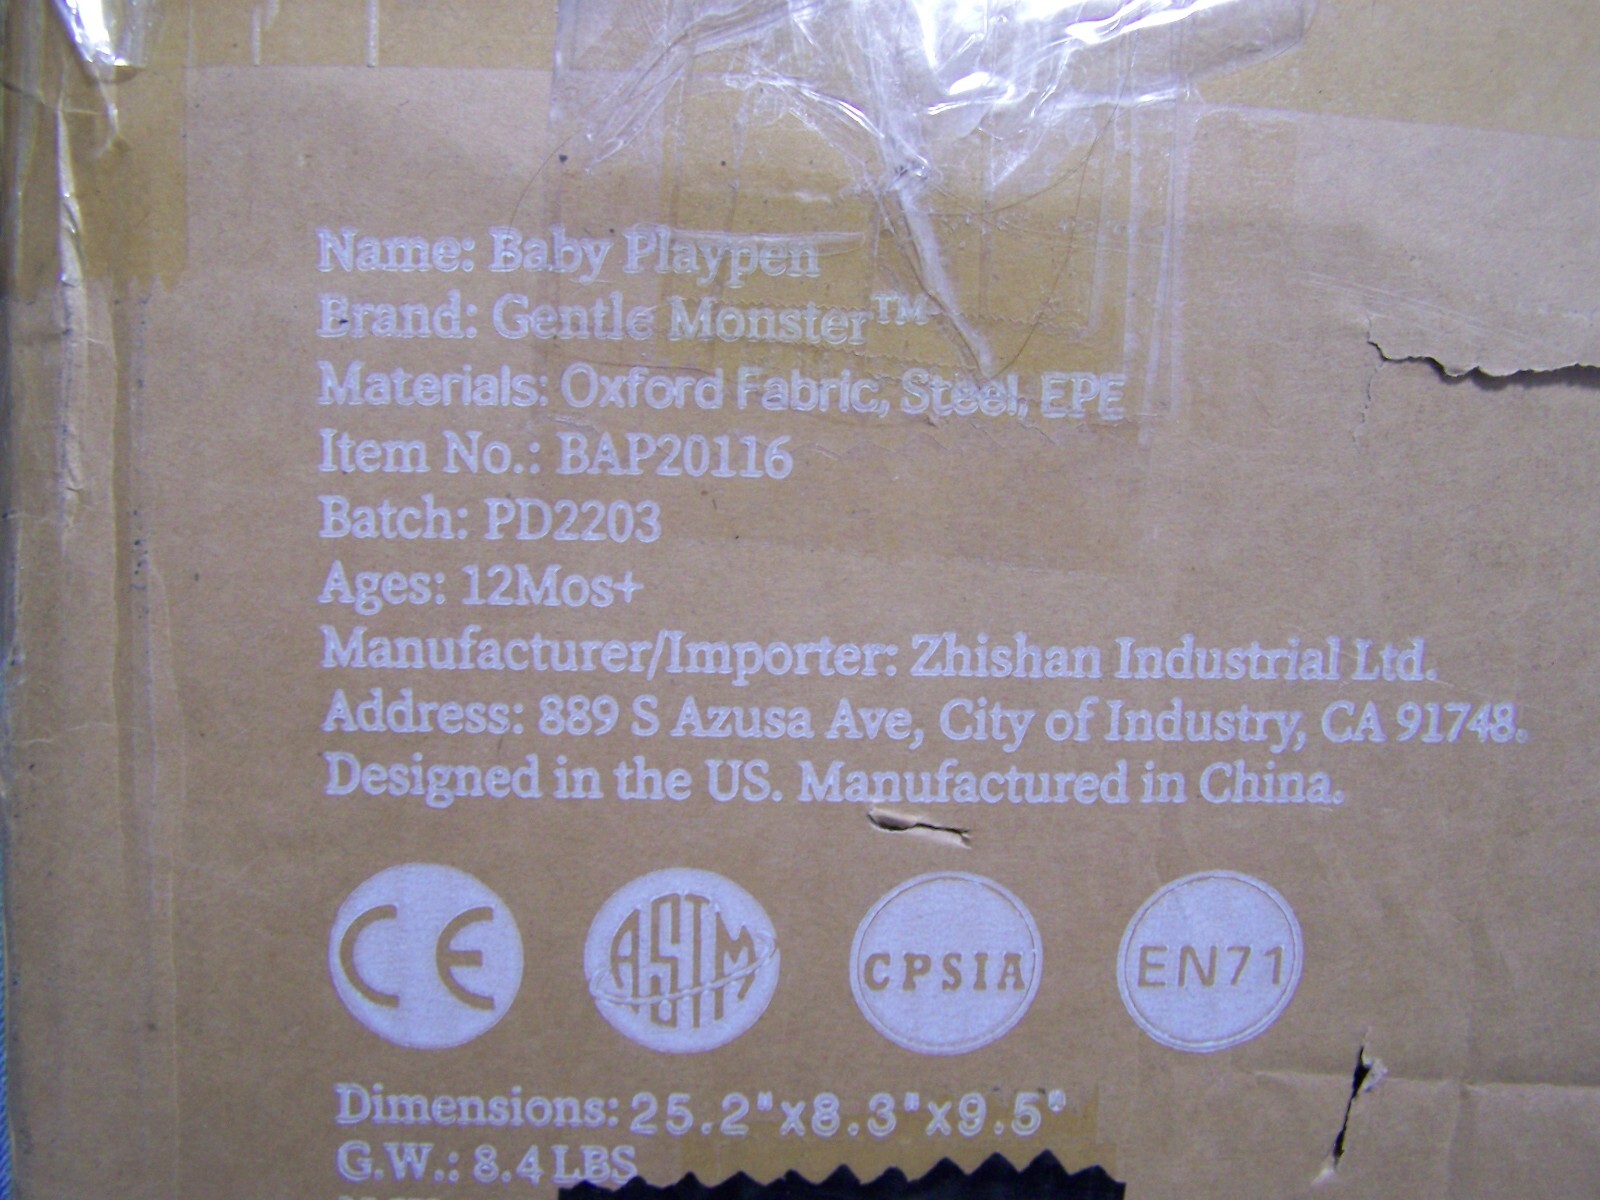 Name: Baby Playpen
Brand: Gentle Monster™
Materials: Oxford Fabric, Steel, EPE
Item No.: BAP20116
Batch: PD2203
Ages: 12Mos+
Manufacturer/Importer: Zhishan Industrial Ltd.
Address: 889 S Azusa Ave, City of Industry, CA 91748.
Designed in the US. Manufactured in China.
CE ASTM CPSIA EN71
Dimensions: 25.2"x8.3"x9.5"
G.W.: 8.4 LBS